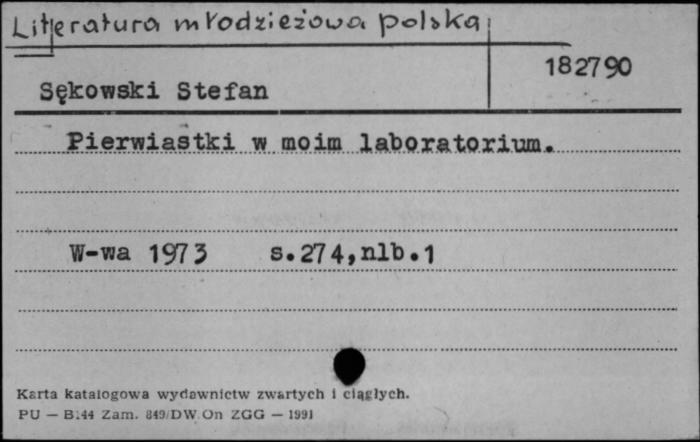 Literatura młodzieżowa polska
182790
Sękowski Stefan
Pierwiastki w moim laboratorium.
W-wa 1973 s.274,nlb.1
Karta katalogowa wydawnictw zwartych i ciągłych.
PU — B.44 Zam. 849/DW.On ZGG — 1991